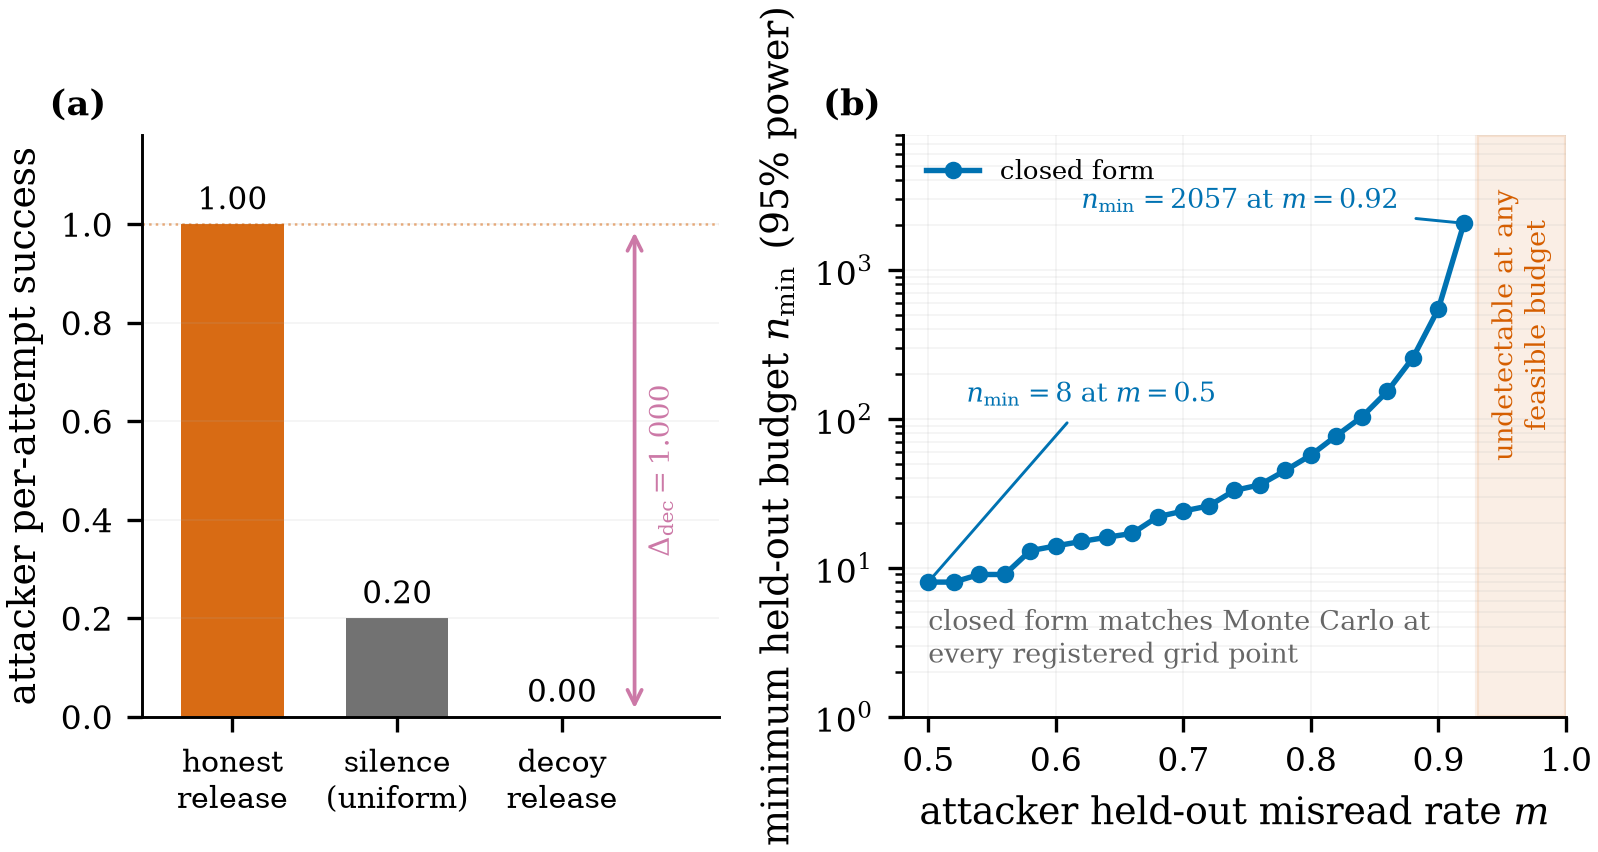 (a)
attacker per-attempt success
1.0
0.8
0.6
0.4
0.2
0.0
1.00
0.20
0.00
Δdec = 1.000
honest
release
silence
(uniform)
decoy
release
(b)
minimum held-out budget nmin (95% power)
10³
10²
10¹
10⁰
closed form
nmin = 2057 at m = 0.92
nmin = 8 at m = 0.5
undetectable at any
feasible budget
closed form matches Monte Carlo at
every registered grid point
0.5
0.6
0.7
0.8
0.9
1.0
attacker held-out misread rate m